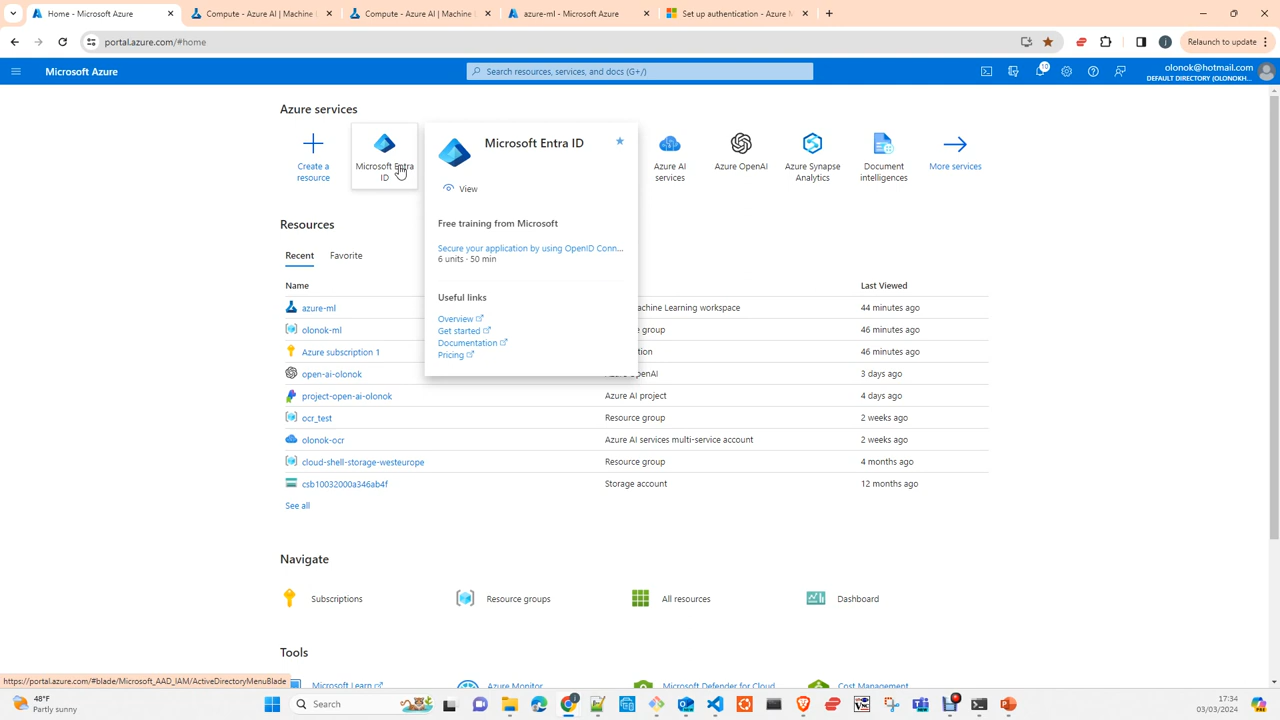 Home - Microsoft Azure
Compute - Azure AI | Machine L
Compute - Azure AI | Machine L
azure-ml - Microsoft Azure
Set up authentication - Azure M
portal.azure.com/#home
Relaunch to update
Microsoft Azure
Search resources, services, and docs (G+/)
10
olonok@hotmail.com
DEFAULT DIRECTORY (OLONOKH...
Azure services
Create a
resource
Microsoft Entra
ID
Microsoft Entra ID
View
Free training from Microsoft
Secure your application by using OpenID Conn...
6 units · 50 min
Useful links
Overview
Get started
Documentation
Pricing
Azure AI
services
Azure OpenAI
Azure Synapse
Analytics
Document
intelligences
More services
Resources
Recent
Favorite
Name
Last Viewed
azure-ml
achine Learning workspace
44 minutes ago
olonok-ml
e group
46 minutes ago
Azure subscription 1
tion
46 minutes ago
open-ai-olonok
OpenAI
3 days ago
project-open-ai-olonok
Azure AI project
4 days ago
ocr_test
Resource group
2 weeks ago
olonok-ocr
Azure AI services multi-service account
2 weeks ago
cloud-shell-storage-westeurope
Resource group
4 months ago
csb10032000a346ab4f
Storage account
12 months ago
See all
Navigate
Subscriptions
Resource groups
All resources
Dashboard
Tools
Microsoft Learn
Azure Monitor
Microsoft Defender for Cloud
Cost Management
https://portal.azure.com/#blade/Microsoft_AAD_IAM/ActiveDirectoryMenuBlade
48°F
Partly sunny
Search
17:34
03/03/2024